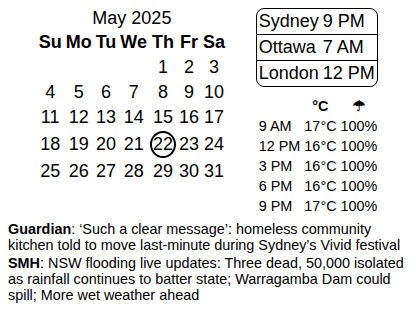 May 2025
Su Mo Tu We Th Fr Sa
1 2 3
4 5 6 7 8 9 10
11 12 13 14 15 16 17
18 19 20 21 22 23 24
25 26 27 28 29 30 31
Sydney 9 PM
Ottawa 7 AM
London 12 PM
°C ☂
9 AM 17°C 100%
12 PM 16°C 100%
3 PM 16°C 100%
6 PM 16°C 100%
9 PM 17°C 100%
Guardian: ‘Such a clear message’: homeless community
kitchen told to move last-minute during Sydney’s Vivid festival
SMH: NSW flooding live updates: Three dead, 50,000 isolated
as rainfall continues to batter state; Warragamba Dam could
spill; More wet weather ahead